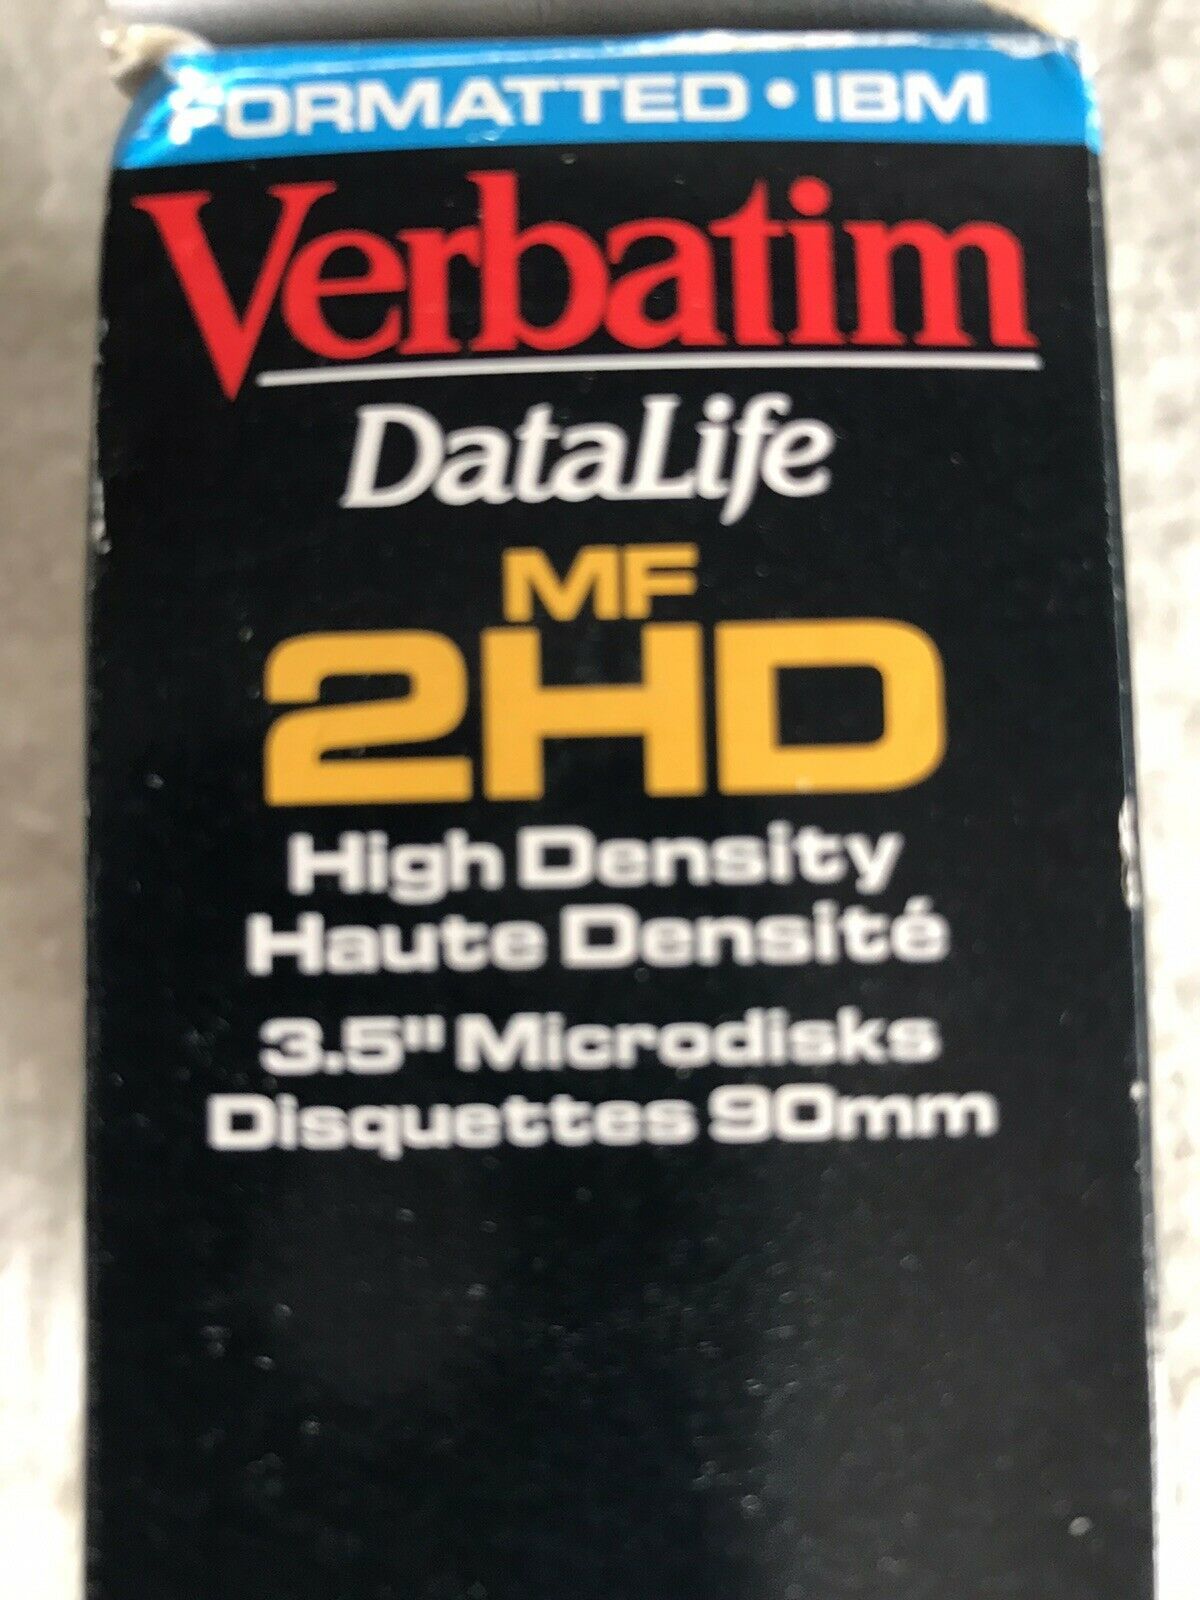 FORMATTED • IBM
Verbatim
DataLife
MF
2HD
High Density
Haute Densité
3.5" Microdisks
Disquettes 90mm